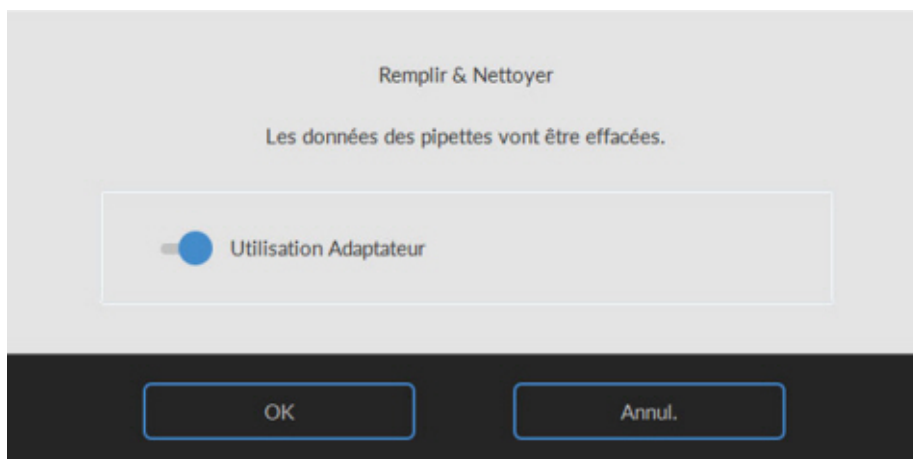 Remplir & Nettoyer
Les données des pipettes vont être effacées.
Utilisation Adaptateur
OK
Annul.